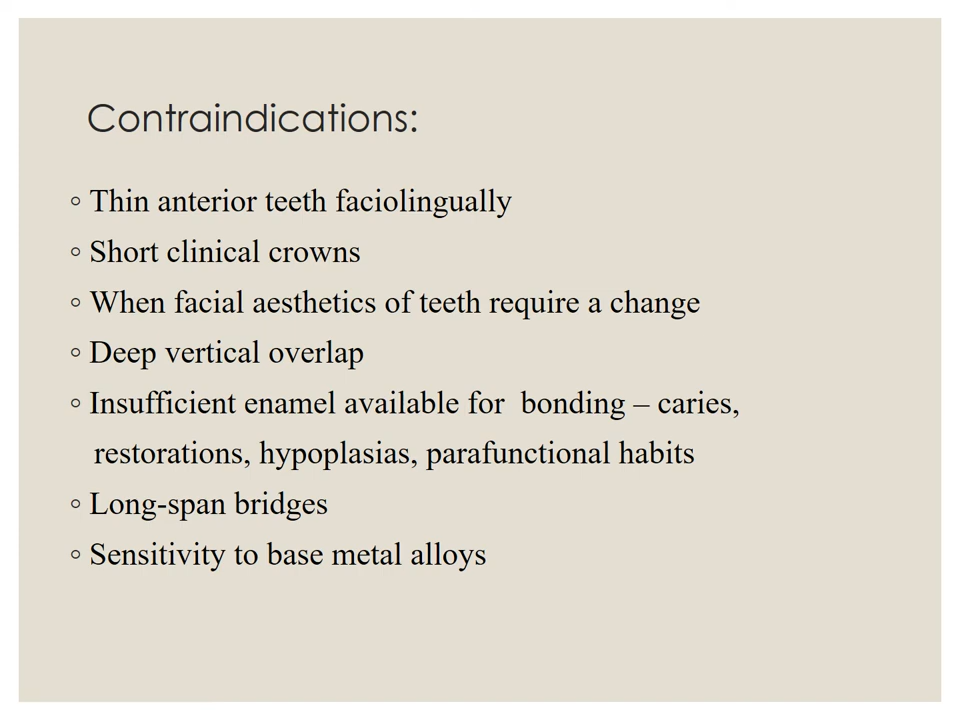 Contraindications:
◦ Thin anterior teeth faciolingually
◦ Short clinical crowns
◦ When facial aesthetics of teeth require a change
◦ Deep vertical overlap
◦ Insufficient enamel available for  bonding – caries,
restorations, hypoplasias, parafunctional habits
◦ Long-span bridges
◦ Sensitivity to base metal alloys